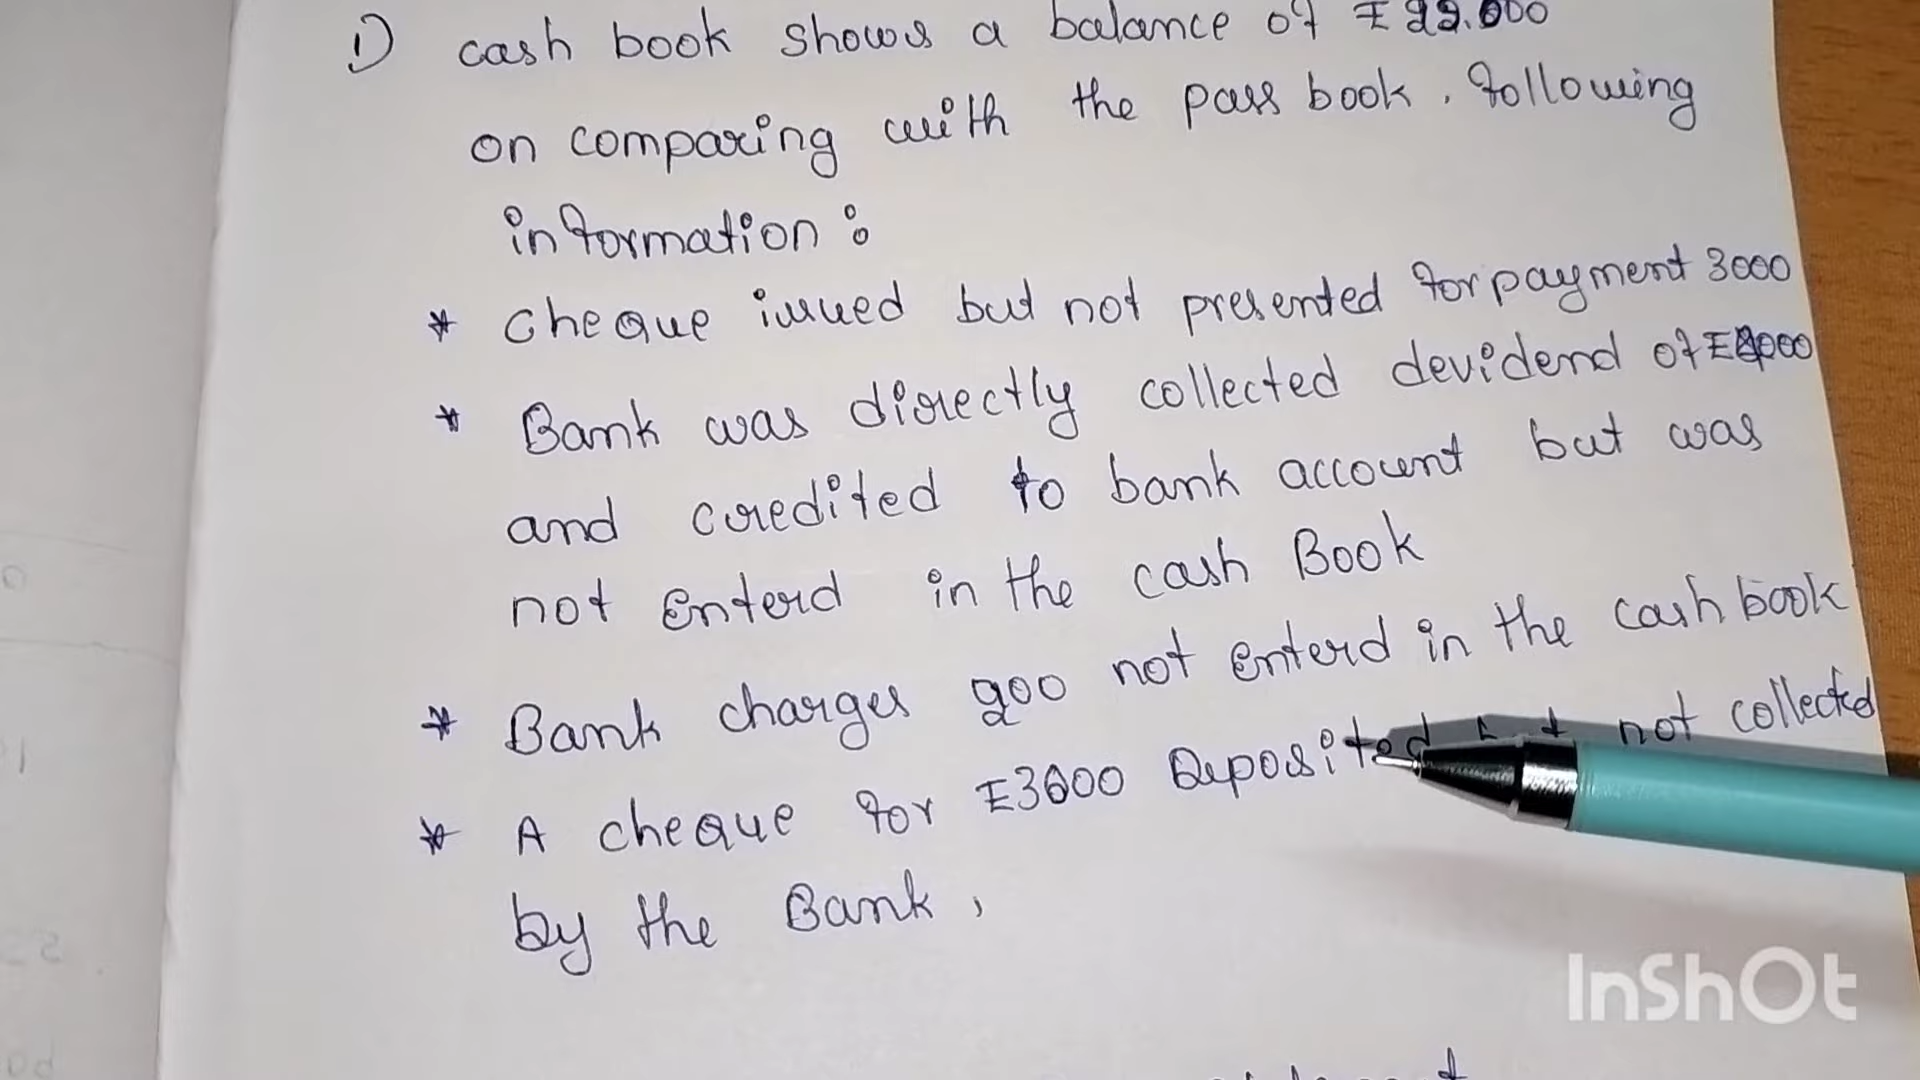 1) cash book shows a balance of ₹ 22.000
on comparing with the pass book. following
information :
* cheque issued but not presented for payment 3000
* Bank was directly collected devidend of
and credited to bank account but was
not Enterd in the cash Book
* Bank charges not enterd in the cash book
* A cheque for ₹3600 Deposited not collected
by the Bank,
InShOt